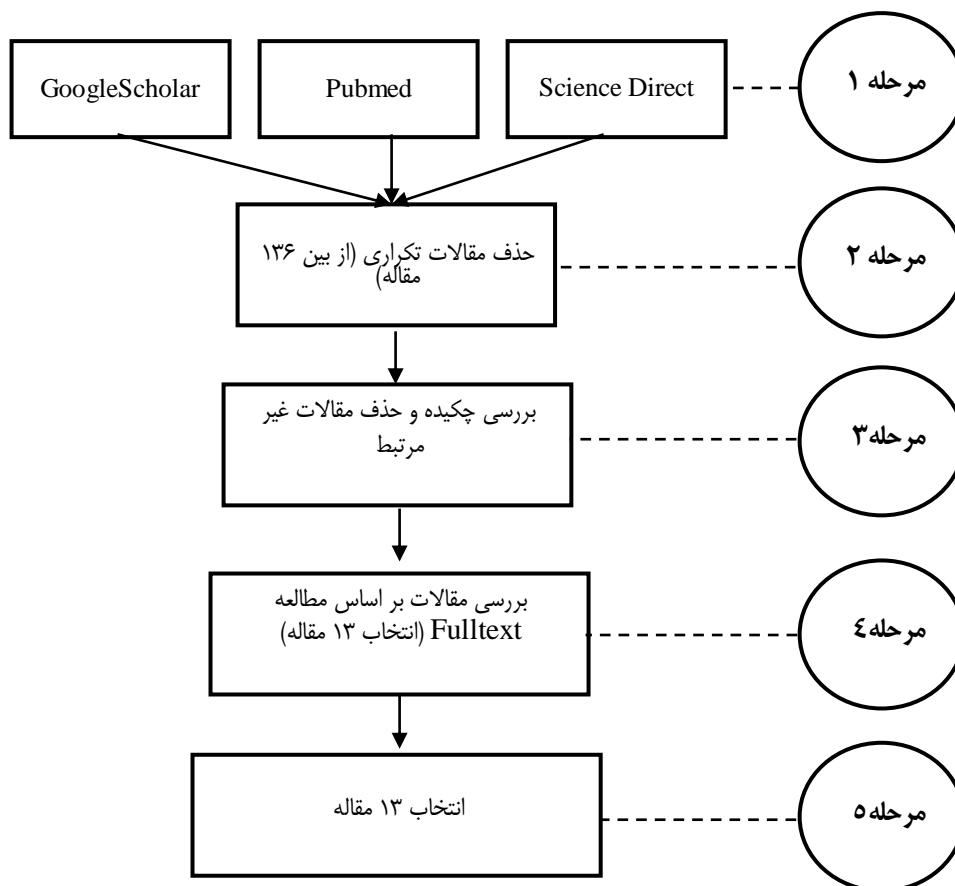 GoogleScholar
Pubmed
Science Direct
مرحله ۱
حذف مقالات تکراری (از بین ۱۳۶
مقاله)
مرحله ۲
بررسی چکیده و حذف مقالات غیر
مرتبط
مرحله۳
بررسی مقالات بر اساس مطالعه
Fulltext (انتخاب ۱۳ مقاله)
مرحله٤
انتخاب ۱۳ مقاله
مرحله٥